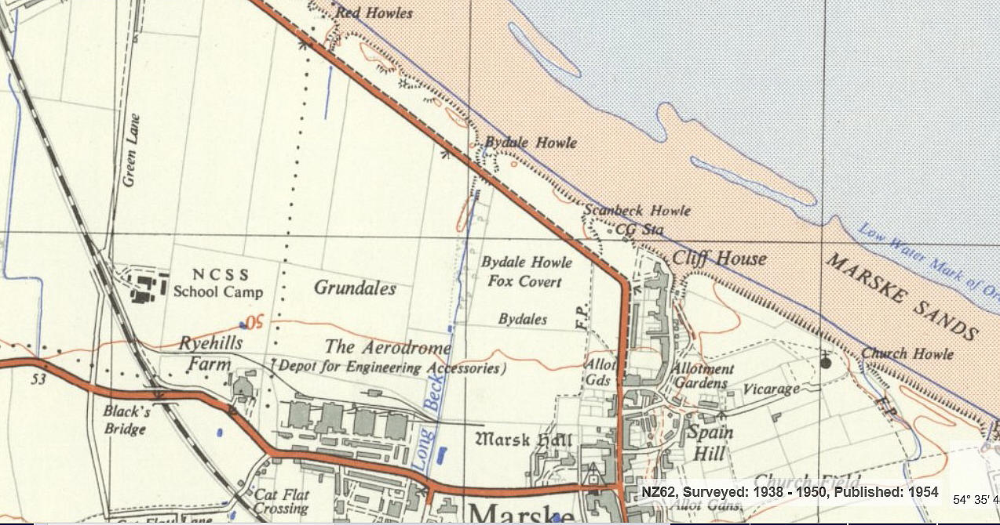 Red Howles
Green Lane
Bydale Howle
Scanbeck Howle
CG Sta
Cliff House
Low Water Mark of Or
MARSKE SANDS
NCSS
School Camp
Grundales
Bydale Howle
Fox Covert
Bydales
F.P.
50
Ryehills
Farm
The Aerodrome
(Depot for Engineering Accessories)
Allot
Gds
Allotment
Gardens
Vicarage
Church Howle
F.P.
53
Black's
Bridge
Long Beck
Marsk Hall
Spain
Hill
Church Field
Cat Flat
Crossing
Cat Flat Lane
Marske
Allot Gdns.
NZ62, Surveyed: 1938 - 1950, Published: 1954
54° 35' 4